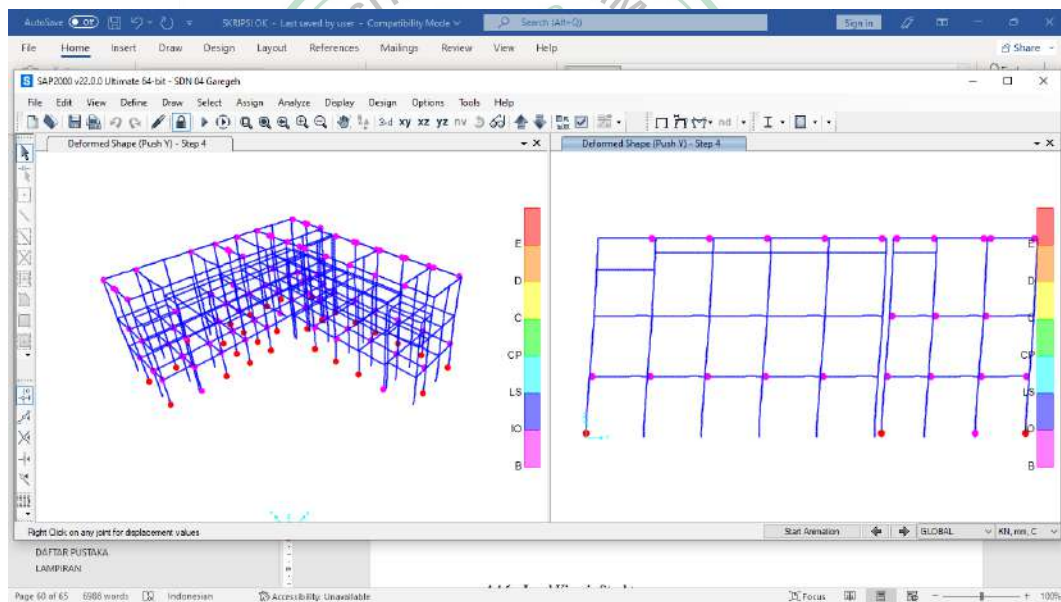 AutoSave Off SKRIPSI OK - Last saved by user - Compatibility Mode Search (Alt+Q) Sign in
File Home Insert Draw Design Layout References Mailings Review View Help Share
SAP2000 v22.0.0 Ultimate 64-bit - SDN 04 Garegeh
File Edit View Define Draw Select Assign Analyze Display Design Options Tools Help
3-d xy xz yz nv nd
Deformed Shape (Push Y) - Step 4
E
D
C
CP
LS
IO
B
Deformed Shape (Push Y) - Step 4
E
D
C
CP
LS
IO
B
Right Click on any joint for displacement values Start Animation GLOBAL KN, mm, C
DAFTAR PUSTAKA
LAMPIRAN
Page 60 of 65 6988 words Indonesian Accessibility: Unavailable Focus 100%